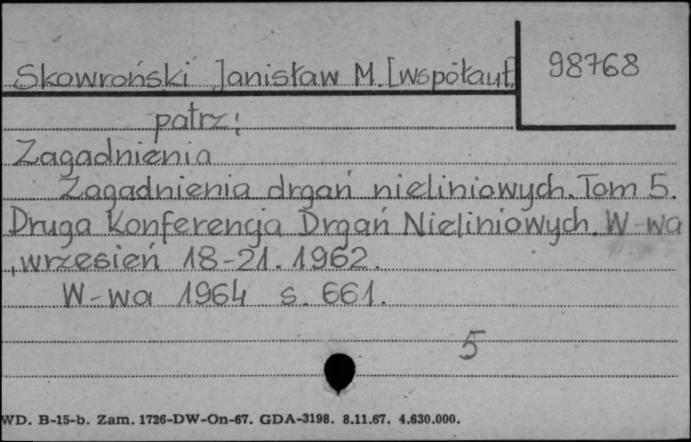 Skowroński Janisław M. [współaut.
98768
patrz:
Zagadnienia
Zagadnienia drgań nieliniowych. Tom 5.
Druga Konferencja Drgań Nieliniowych. W-wa
, wrzesień 18-21. 1962.
W-wa 1964 s. 661.
5
WD. B-15-b. Zam. 1726-DW-On-67. GDA-3198. 8.11.67. 4.630.000.